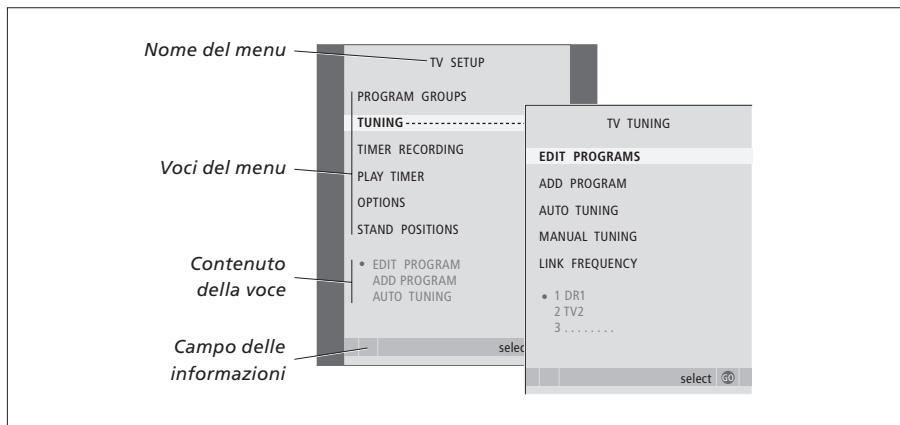 Nome del menu
TV SETUP
PROGRAM GROUPS
TUNING
TIMER RECORDING
Voci del menu
PLAY TIMER
OPTIONS
STAND POSITIONS
Contenuto
della voce
• EDIT PROGRAM
ADD PROGRAM
AUTO TUNING
Campo delle
informazioni
selec
TV TUNING
EDIT PROGRAMS
ADD PROGRAM
AUTO TUNING
MANUAL TUNING
LINK FREQUENCY
• 1 DR1
2 TV2
3 . . . . . . . .
select GO